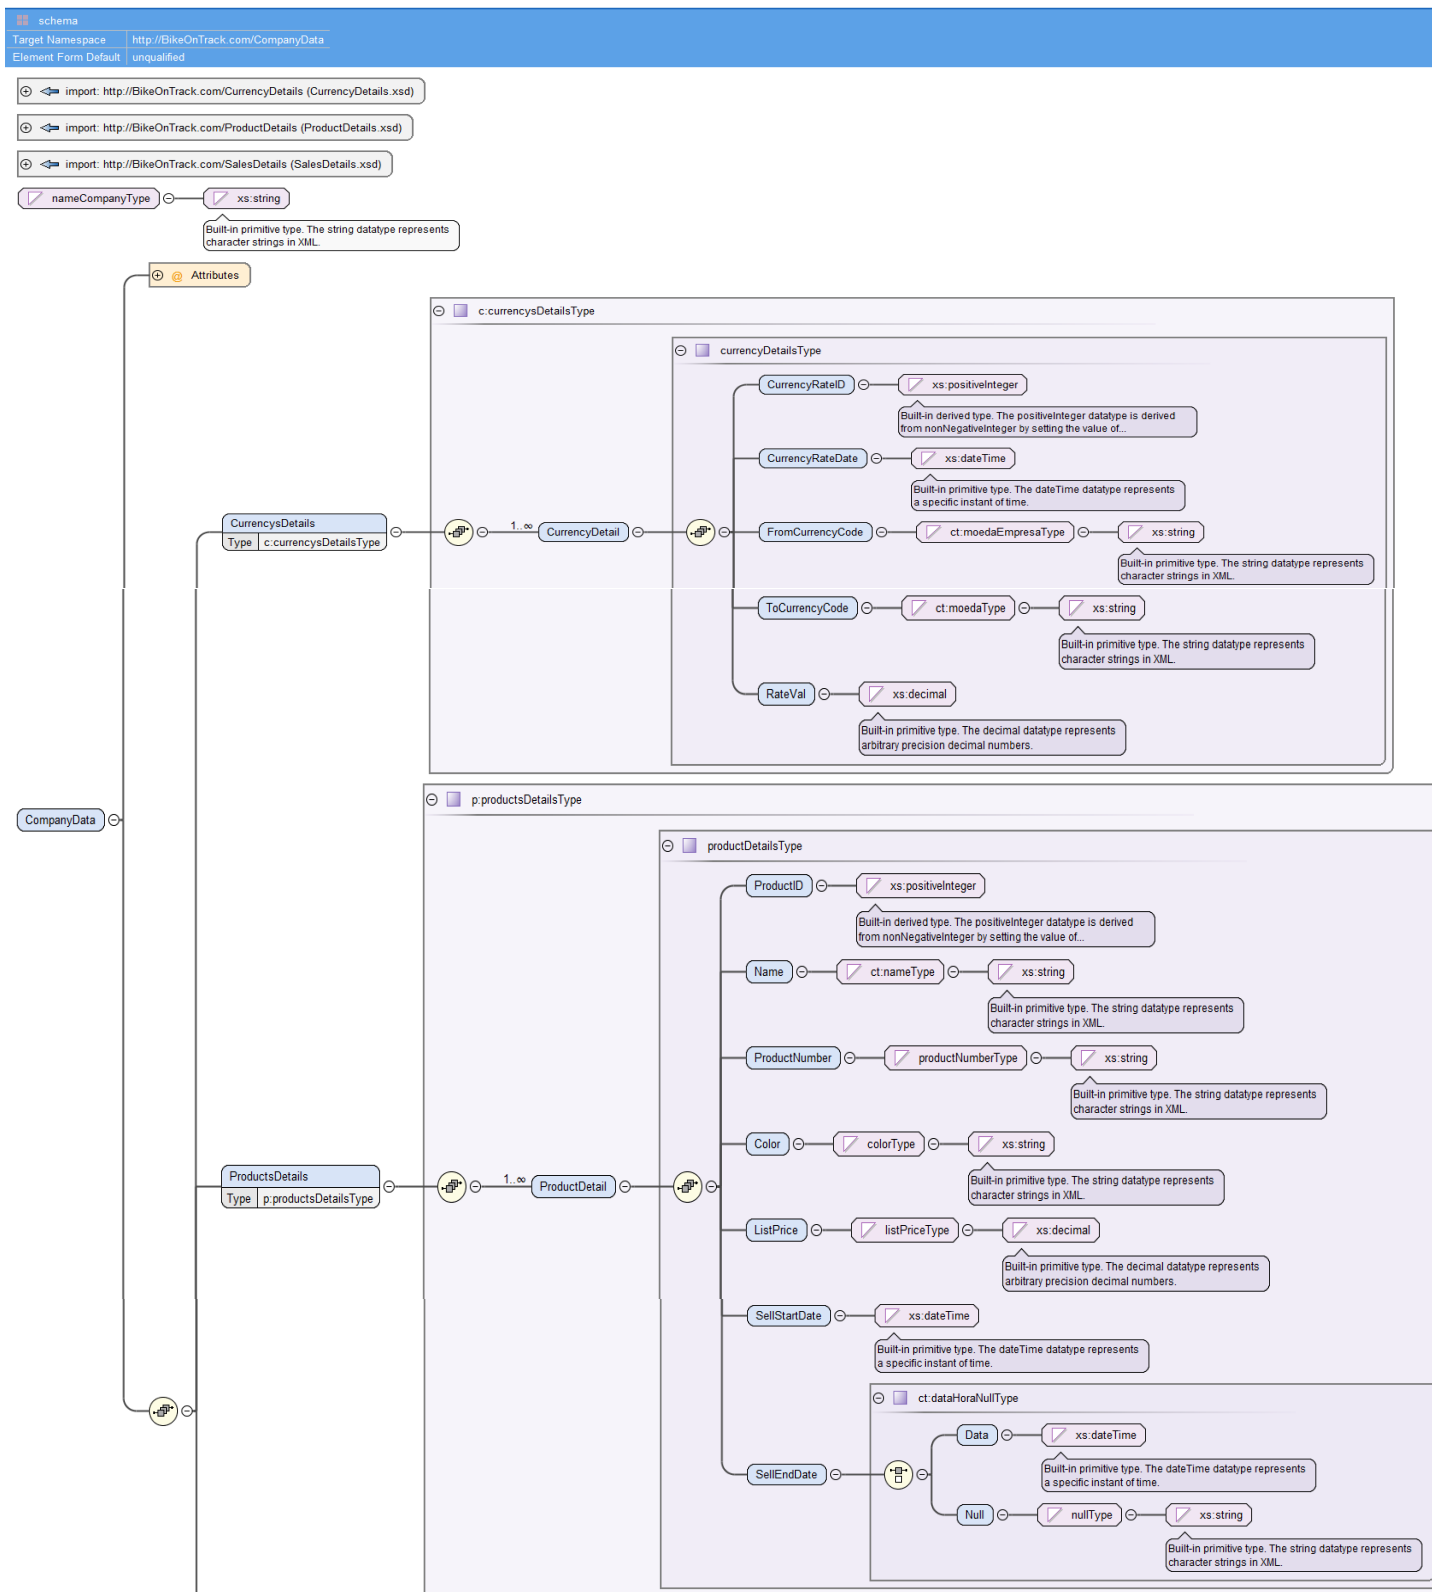 schema
Target Namespace http://BikeOnTrack.com/CompanyData
Element Form Default unqualified
import: http://BikeOnTrack.com/CurrencyDetails (CurrencyDetails.xsd)
import: http://BikeOnTrack.com/ProductDetails (ProductDetails.xsd)
import: http://BikeOnTrack.com/SalesDetails (SalesDetails.xsd)
nameCompanyType xs:string
Built-in primitive type. The string datatype represents
character strings in XML.
@ Attributes
c:currencysDetailsType
currencyDetailsType
CurrencyRateID xs:positiveInteger
Built-in derived type. The positiveInteger datatype is derived
from nonNegativeInteger by setting the value of...
CurrencyRateDate xs:dateTime
Built-in primitive type. The dateTime datatype represents
a specific instant of time.
CurrencysDetails
Type c:currencysDetailsType
1..∞ CurrencyDetail
FromCurrencyCode ct:moedaEmpresaType xs:string
Built-in primitive type. The string datatype represents
character strings in XML.
ToCurrencyCode ct:moedaType xs:string
Built-in primitive type. The string datatype represents
character strings in XML.
RateVal xs:decimal
Built-in primitive type. The decimal datatype represents
arbitrary precision decimal numbers.
CompanyData
p:productsDetailsType
productDetailsType
ProductID xs:positiveInteger
Built-in derived type. The positiveInteger datatype is derived
from nonNegativeInteger by setting the value of...
Name ct:nameType xs:string
Built-in primitive type. The string datatype represents
character strings in XML.
ProductNumber productNumberType xs:string
Built-in primitive type. The string datatype represents
character strings in XML.
Color colorType xs:string
Built-in primitive type. The string datatype represents
character strings in XML.
ProductsDetails
Type p:productsDetailsType
1..∞ ProductDetail
ListPrice listPriceType xs:decimal
Built-in primitive type. The decimal datatype represents
arbitrary precision decimal numbers.
SellStartDate xs:dateTime
Built-in primitive type. The dateTime datatype represents
a specific instant of time.
ct:dataHoraNullType
Data xs:dateTime
Built-in primitive type. The dateTime datatype represents
a specific instant of time.
SellEndDate
Null nullType xs:string
Built-in primitive type. The string datatype represents
character strings in XML.